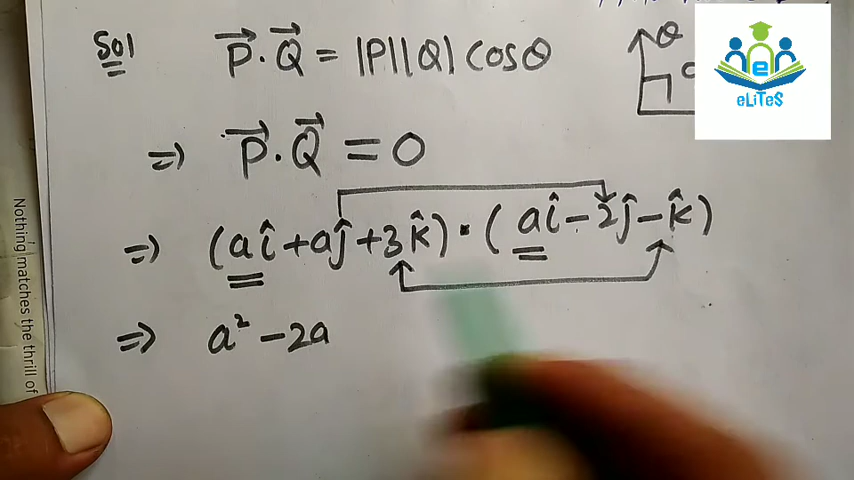 Sol P⃗ . Q⃗ = |P||Q| cosθ
θ
e
eLiTeS
=) P⃗ . Q⃗ = 0
=) (aî + aĵ + 3k̂) . (aî - 2ĵ - k̂)
=) a² - 2a
Nothing matches the thrill of